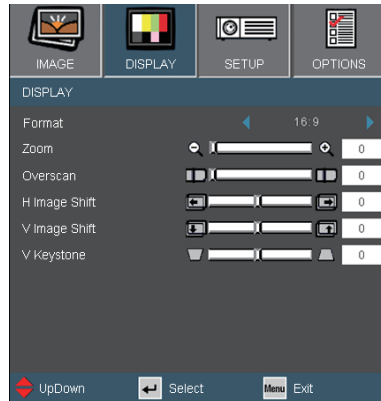 IMAGE DISPLAY SETUP OPTIONS
DISPLAY
Format 16:9
Zoom 0
Overscan 0
H Image Shift 0
V Image Shift 0
V Keystone 0
UpDown Select Menu Exit